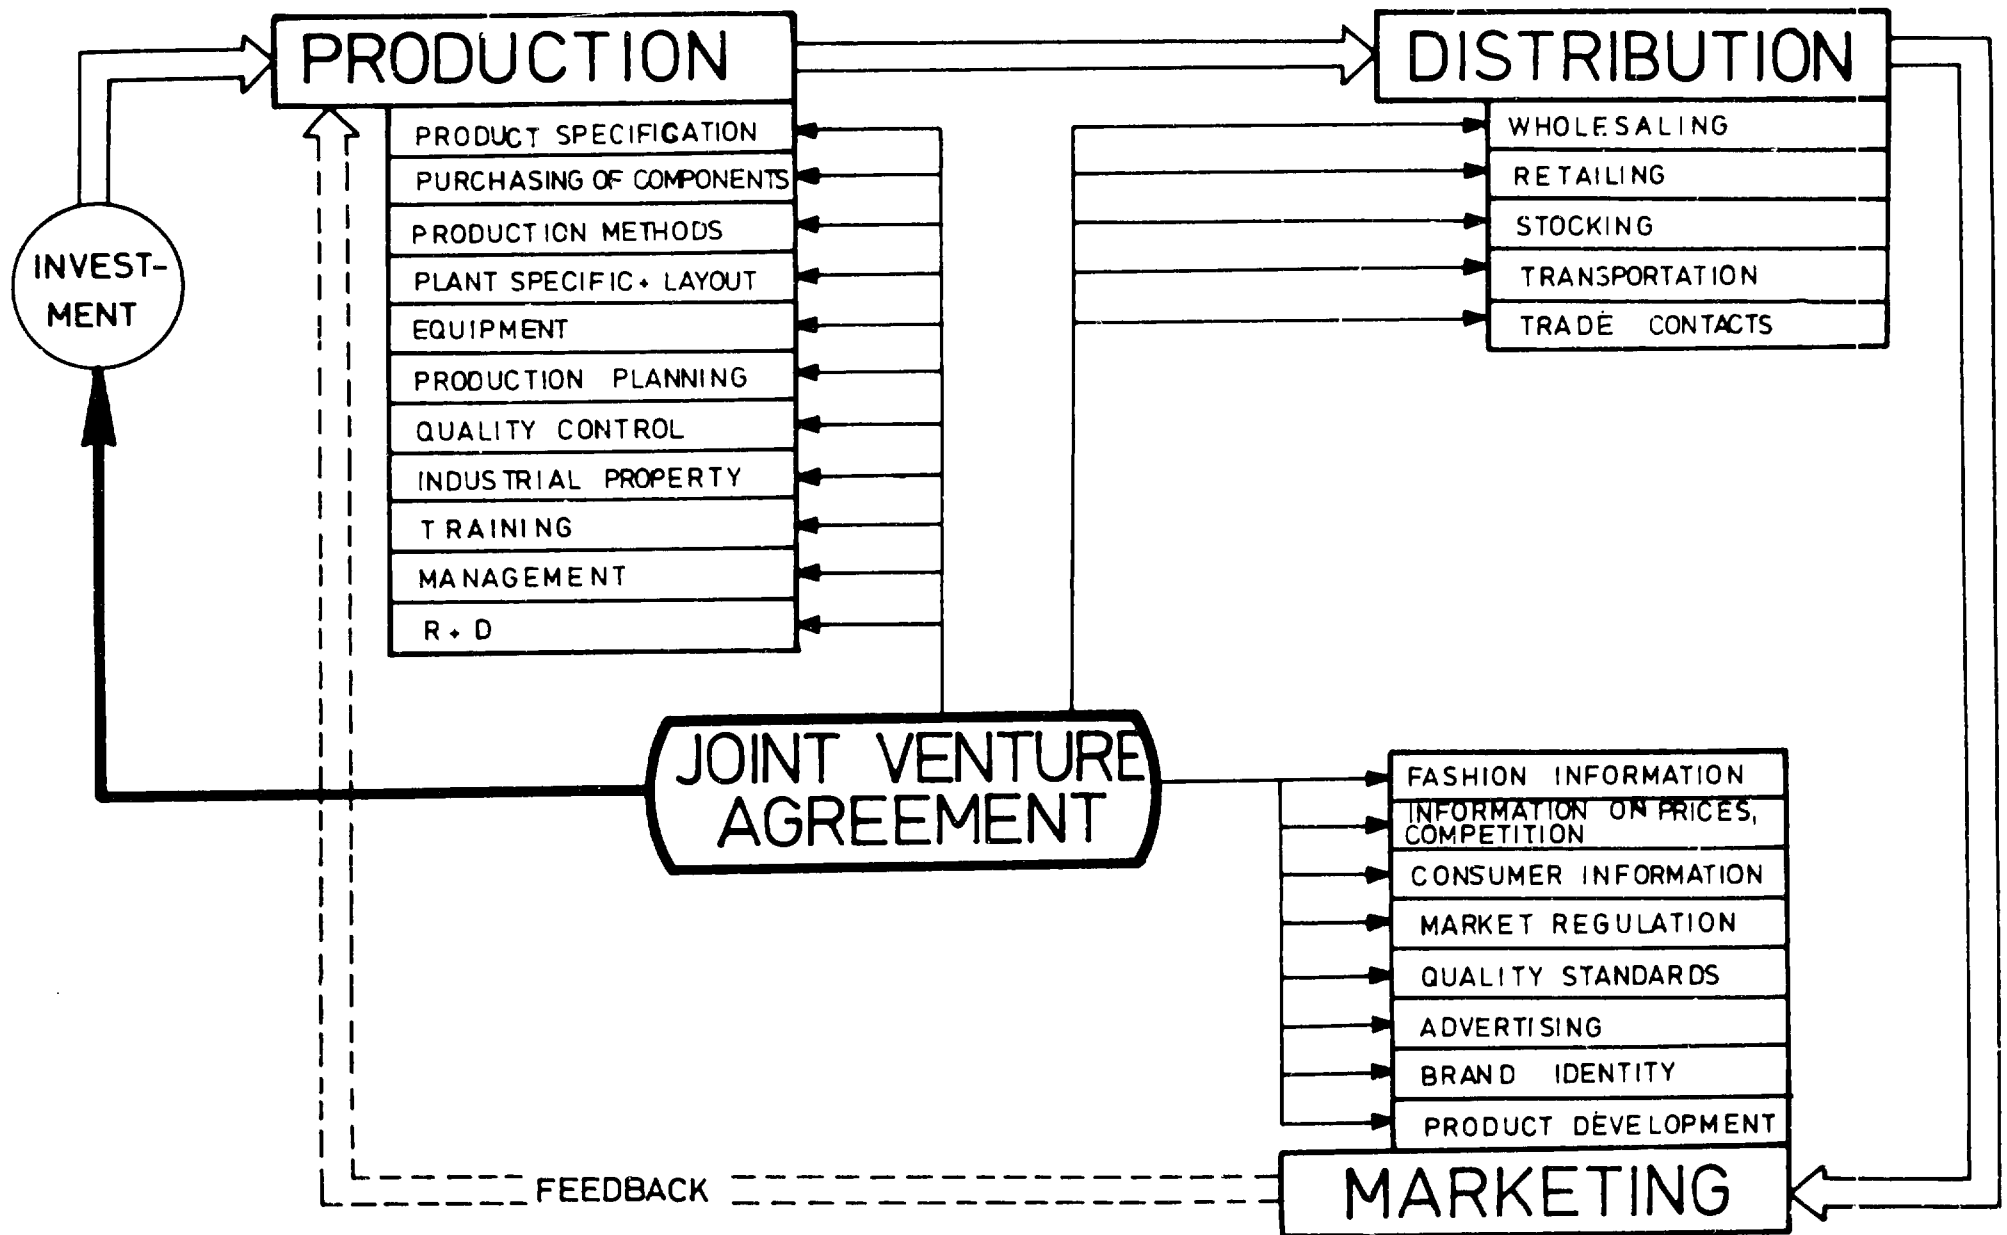 PRODUCTION
PRODUCT SPECIFICATION
PURCHASING OF COMPONENTS
PRODUCTION METHODS
PLANT SPECIFIC + LAYOUT
EQUIPMENT
PRODUCTION PLANNING
QUALITY CONTROL
INDUSTRIAL PROPERTY
TRAINING
MANAGEMENT
R + D
DISTRIBUTION
WHOLESALING
RETAILING
STOCKING
TRANSPORTATION
TRADE CONTACTS
INVEST-
MENT
JOINT VENTURE
AGREEMENT
FASHION INFORMATION
INFORMATION ON PRICES,
COMPETITION
CONSUMER INFORMATION
MARKET REGULATION
QUALITY STANDARDS
ADVERTISING
BRAND IDENTITY
PRODUCT DEVELOPMENT
MARKETING
FEEDBACK